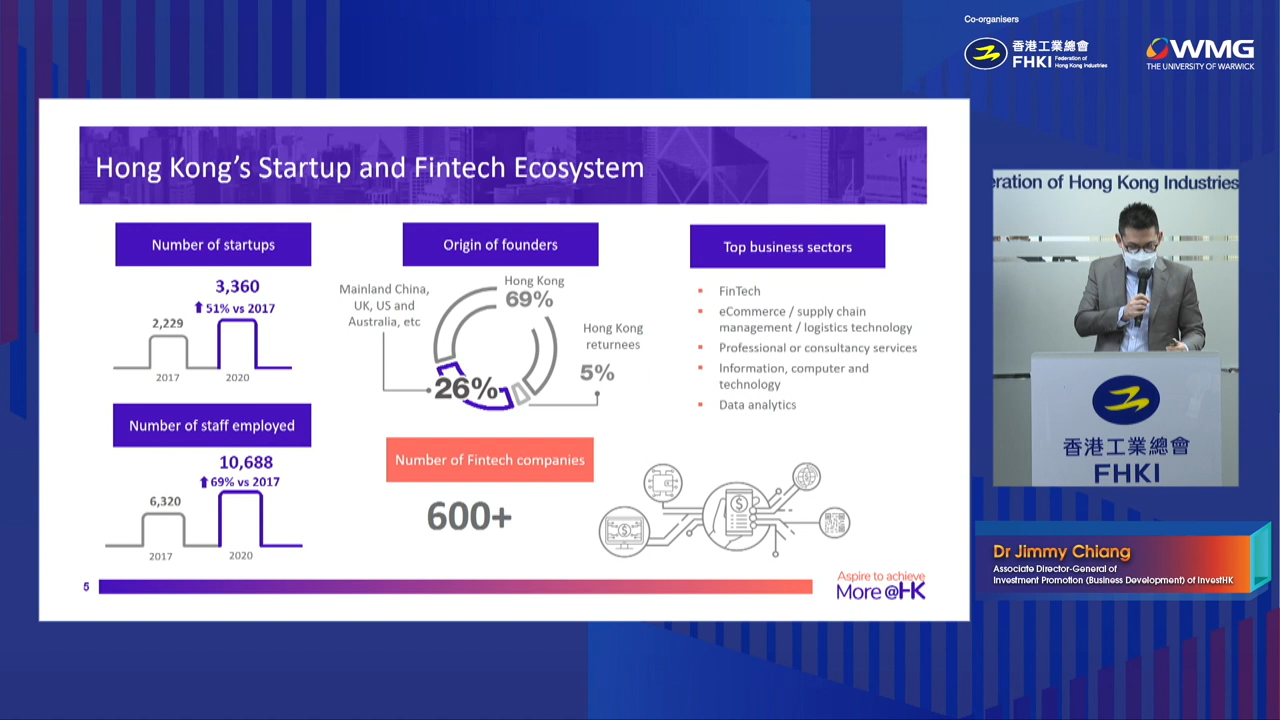 Co-organisers
香港工業總會
FHKI Federation of Hong Kong Industries
WMG
THE UNIVERSITY OF WARWICK
Hong Kong's Startup and Fintech Ecosystem
Number of startups
3,360
51% vs 2017
2,229
2017
2020
Number of staff employed
10,688
69% vs 2017
6,320
2017
2020
Origin of founders
Mainland China,
UK, US and
Australia, etc
Hong Kong
69%
Hong Kong
returnees
5%
26%
Number of Fintech companies
600+
Top business sectors
FinTech
eCommerce / supply chain
management / logistics technology
Professional or consultancy services
Information, computer and
technology
Data analytics
5
Aspire to achieve
More @HK
eration of Hong Kong Industries
香港工業總會
FHKI
Dr Jimmy Chiang
Associate Director-General of
Investment Promotion (Business Development) of InvestHK